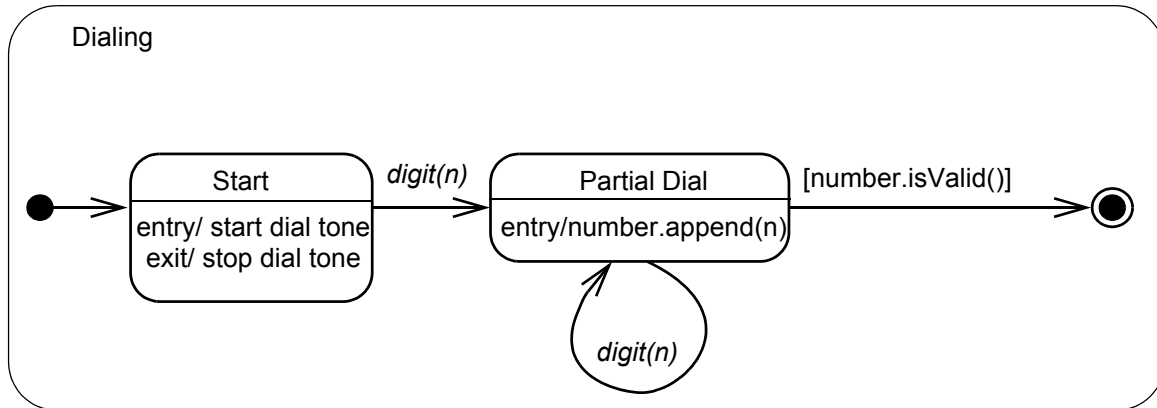 Dialing
Start
entry/ start dial tone
exit/ stop dial tone
digit(n)
Partial Dial
entry/number.append(n)
digit(n)
[number.isValid()]